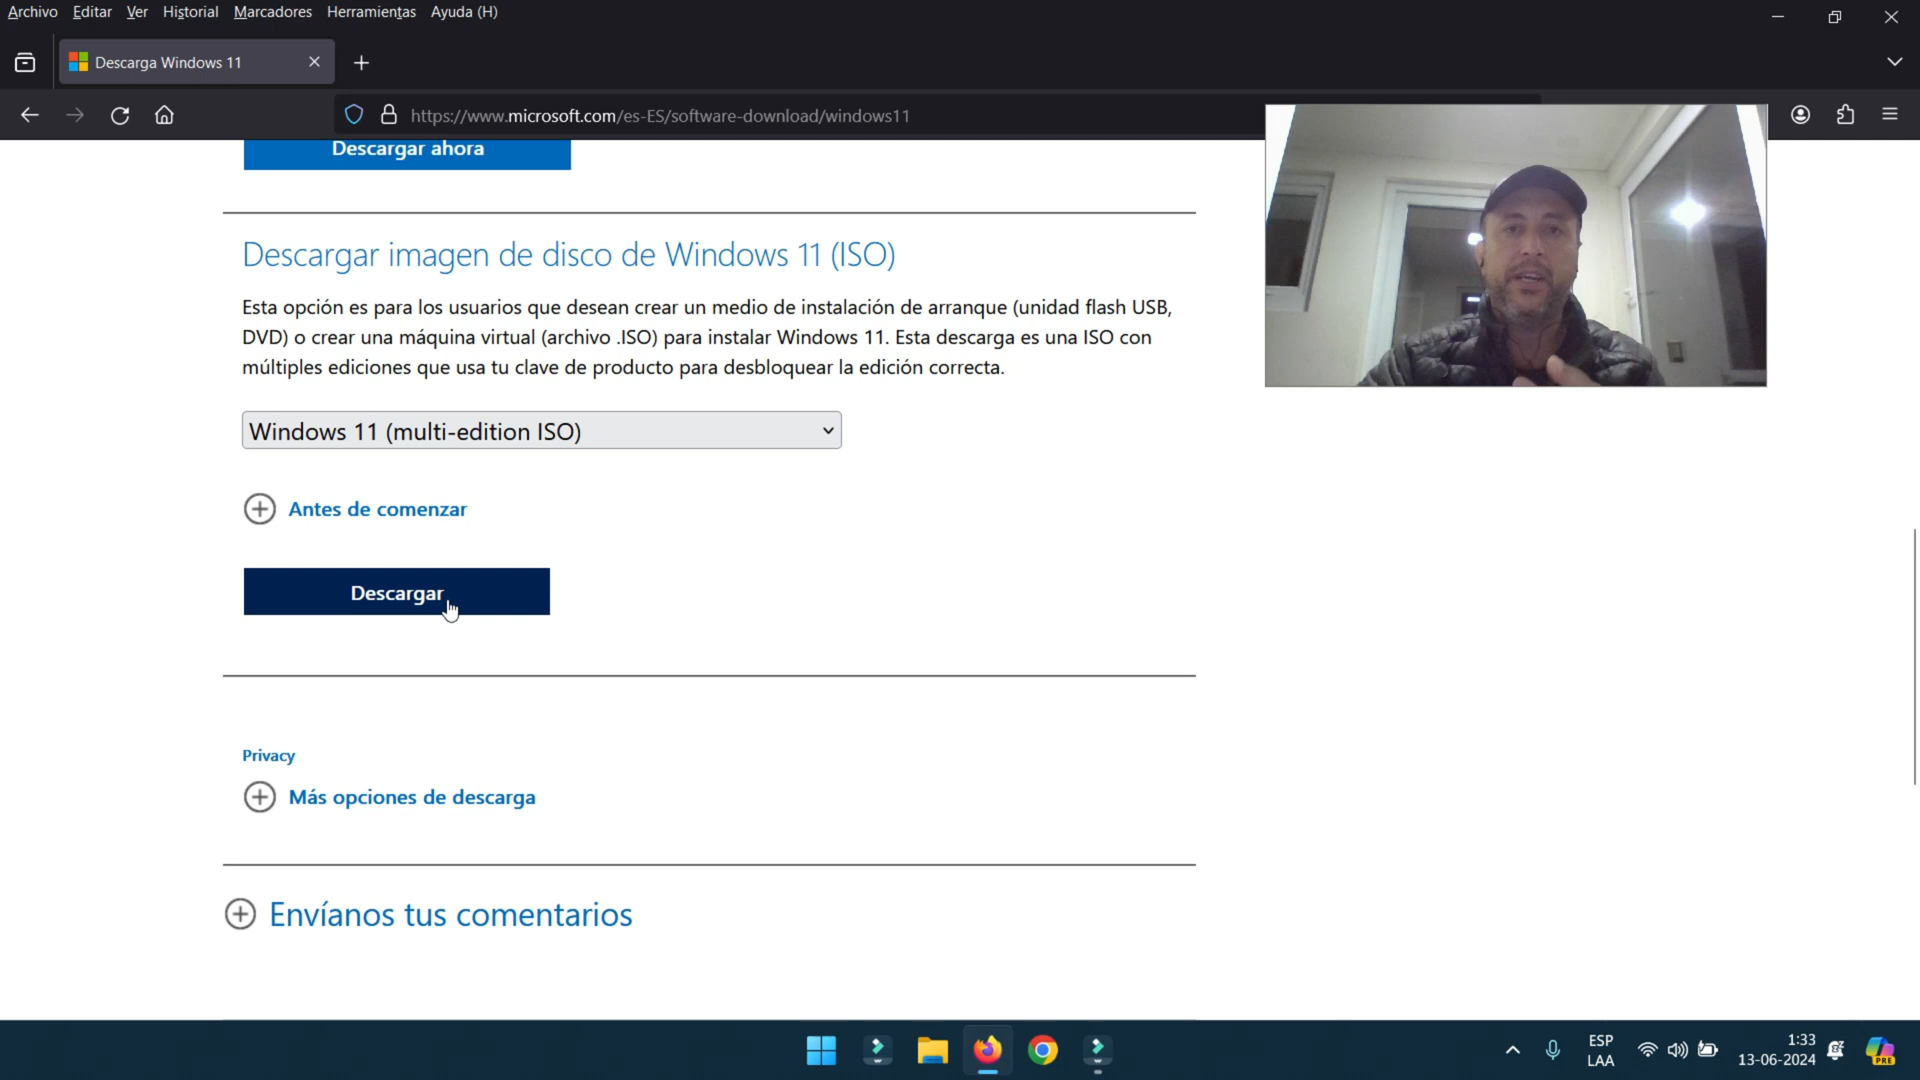 Archivo Editar Ver Historial Marcadores Herramientas Ayuda (H)
Descarga Windows 11
https://www.microsoft.com/es-ES/software-download/windows11
Descargar ahora
Descargar imagen de disco de Windows 11 (ISO)
Esta opción es para los usuarios que desean crear un medio de instalación de arranque (unidad flash USB,
DVD) o crear una máquina virtual (archivo .ISO) para instalar Windows 11. Esta descarga es una ISO con
múltiples ediciones que usa tu clave de producto para desbloquear la edición correcta.
Windows 11 (multi-edition ISO)
Antes de comenzar
Descargar
Privacy
Más opciones de descarga
Envíanos tus comentarios
ESP
LAA
1:33
13-06-2024
PRE